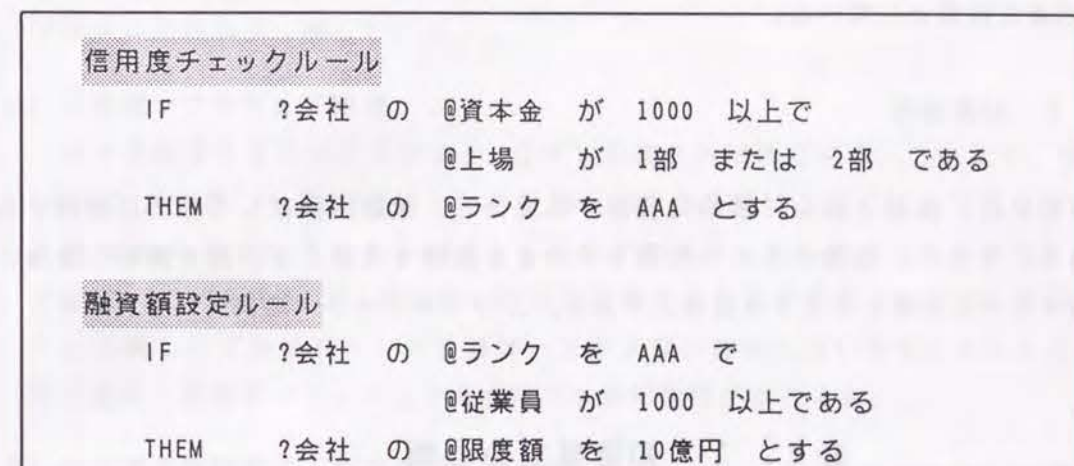 信用度チェックルール
IF ?会社 の @資本金 が 1000 以上で
@上場 が 1部 または 2部 である
THEM ?会社 の @ランク を AAA とする
融資額設定ルール
IF ?会社 の @ランク を AAA で
@従業員 が 1000 以上である
THEM ?会社 の @限度額 を 10億円 とする